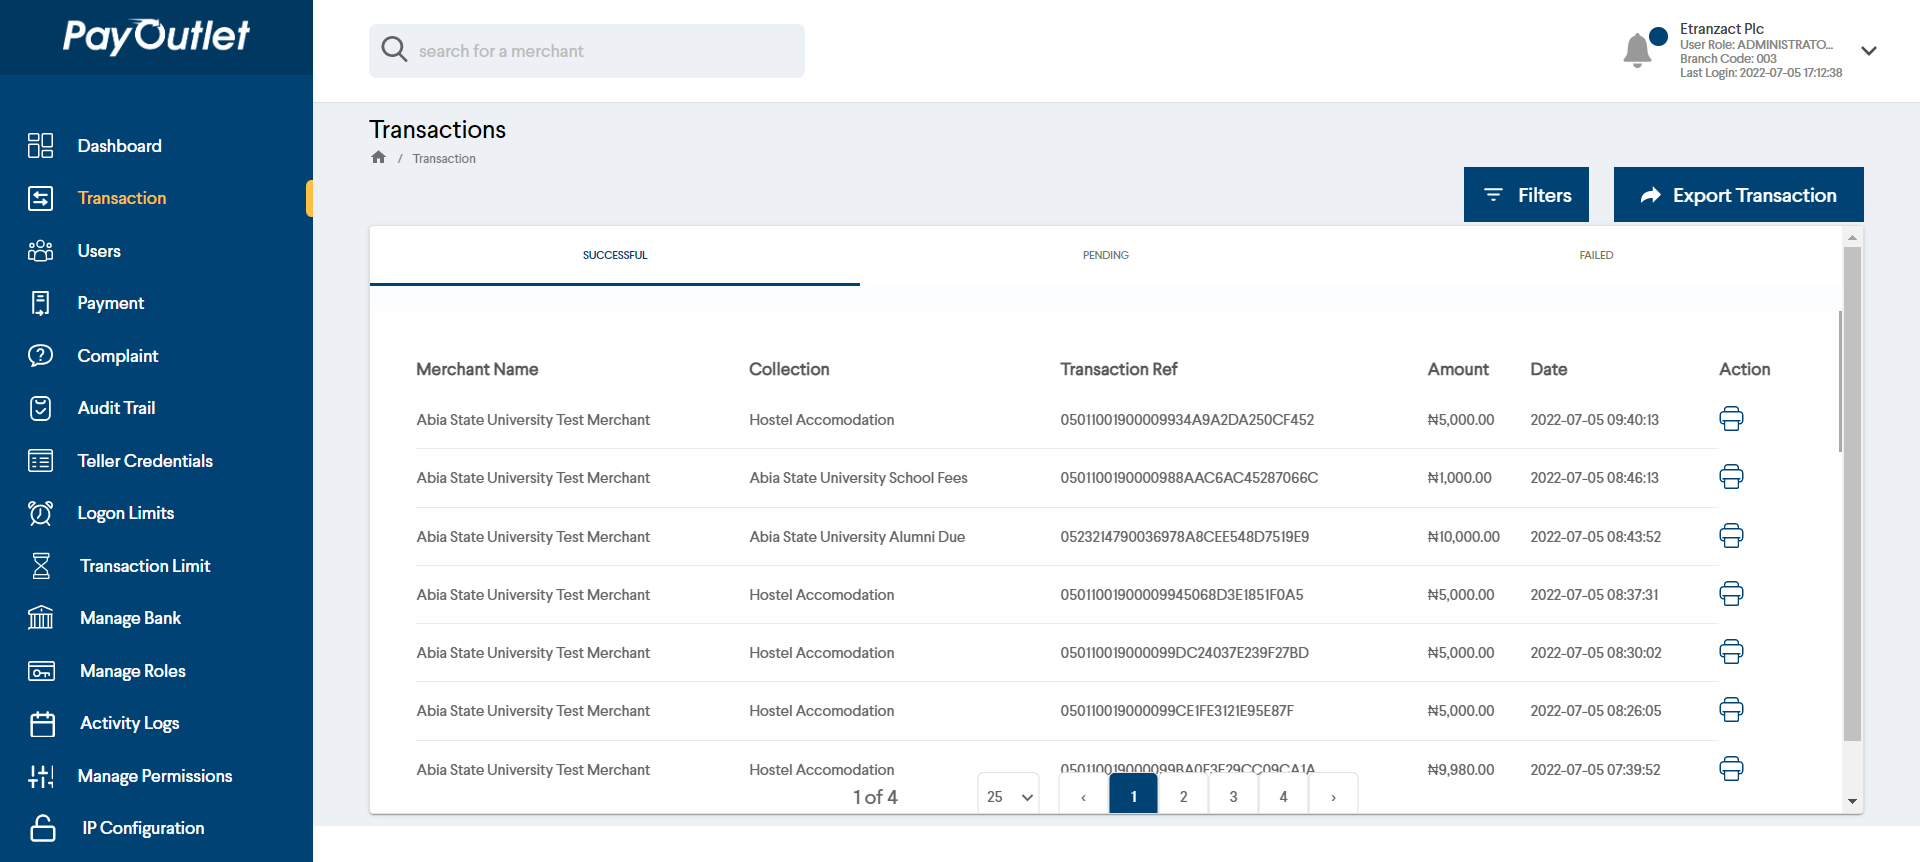 PayOutlet
search for a merchant
Etranzact Plc
User Role: ADMINISTRATO...
Branch Code: 003
Last Login: 2022-07-05 17:12:38
Dashboard
Transaction
Users
Payment
Complaint
Audit Trail
Teller Credentials
Logon Limits
Transaction Limit
Manage Bank
Manage Roles
Activity Logs
Manage Permissions
IP Configuration
Transactions
/ Transaction
Filters
Export Transaction
SUCCESSFUL PENDING FAILED
Merchant Name Collection Transaction Ref Amount Date Action
Abia State University Test Merchant Hostel Accomodation 05011001900009934A9A2DA250CF452 ₦5,000.00 2022-07-05 09:40:13
Abia State University Test Merchant Abia State University School Fees 0501100190000988AAC6AC45287066C ₦1,000.00 2022-07-05 08:46:13
Abia State University Test Merchant Abia State University Alumni Due 0523214790036978A8CEE548D7519E9 ₦10,000.00 2022-07-05 08:43:52
Abia State University Test Merchant Hostel Accomodation 05011001900009945068D3E1851F0A5 ₦5,000.00 2022-07-05 08:37:31
Abia State University Test Merchant Hostel Accomodation 050110019000099DC24037E239F27BD ₦5,000.00 2022-07-05 08:30:02
Abia State University Test Merchant Hostel Accomodation 050110019000099CE1FE3121E95E87F ₦5,000.00 2022-07-05 08:26:05
Abia State University Test Merchant Hostel Accomodation ₦9,980.00 2022-07-05 07:39:52
1 of 4 25 ‹ 1 2 3 4 ›